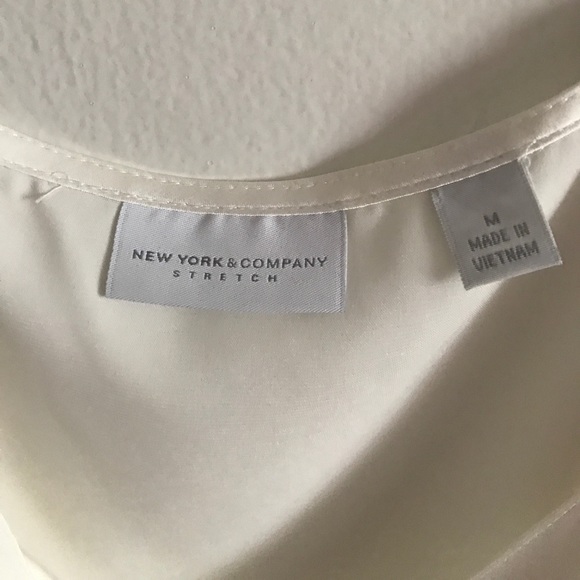 NEW YORK & COMPANY
STRETCH
M
MADE IN
VIETNAM